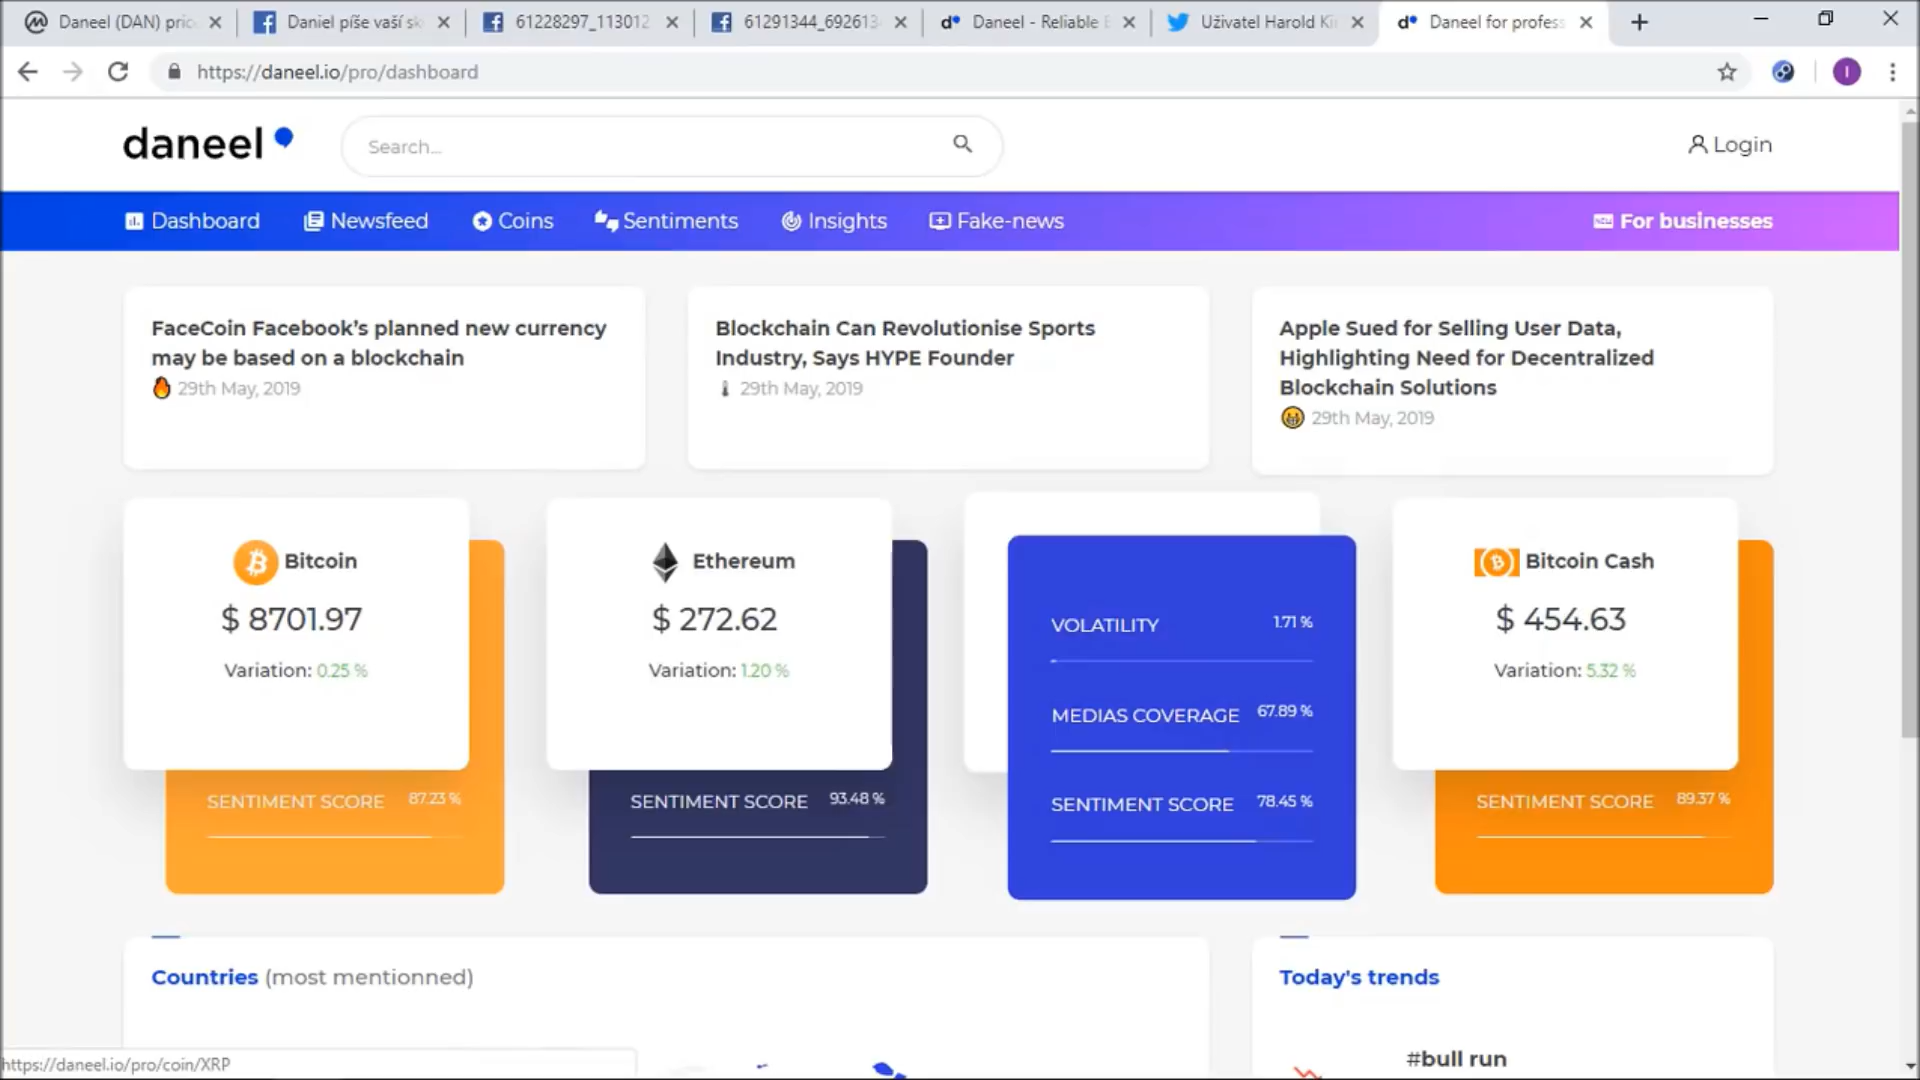 Daneel (DAN) pric
Daniel píše vaší sk
61228297_113012
61291344_692613
Daneel - Reliable
Uživatel Harold Ki
Daneel for profess
https://daneel.io/pro/dashboard
I
daneel
Search...
Login
Dashboard
Newsfeed
Coins
Sentiments
Insights
Fake-news
For businesses
FaceCoin Facebook's planned new currency
may be based on a blockchain
29th May, 2019
Blockchain Can Revolutionise Sports
Industry, Says HYPE Founder
29th May, 2019
Apple Sued for Selling User Data,
Highlighting Need for Decentralized
Blockchain Solutions
29th May, 2019
Bitcoin
$ 8701.97
Variation: 0.25 %
SENTIMENT SCORE 87.23 %
Ethereum
$ 272.62
Variation: 1.20 %
SENTIMENT SCORE 93.48 %
VOLATILITY 1.71 %
MEDIAS COVERAGE 67.89 %
SENTIMENT SCORE 78.45 %
Bitcoin Cash
$ 454.63
Variation: 5.32 %
SENTIMENT SCORE 89.37 %
Countries (most mentionned)
Today's trends
#bull run
https://daneel.io/pro/coin/XRP